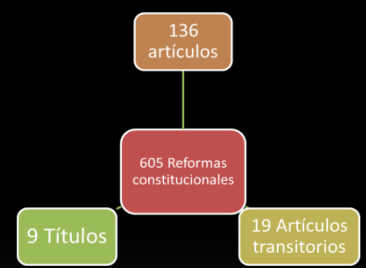 136
artículos
605 Reformas
constitucionales
9 Títulos
19 Artículos
transitorios